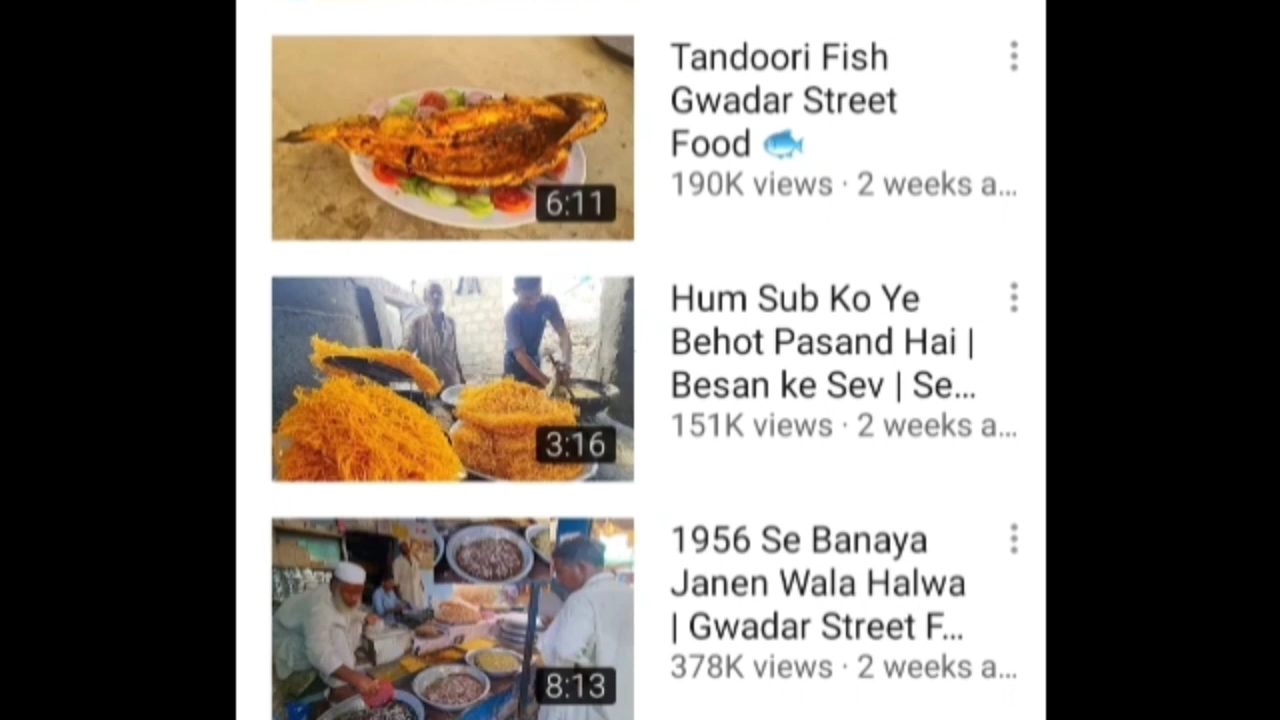 Tandoori Fish
Gwadar Street
Food 🐟
190K views · 2 weeks a...
6:11
Hum Sub Ko Ye
Behot Pasand Hai |
Besan ke Sev | Se...
151K views · 2 weeks a...
3:16
1956 Se Banaya
Janen Wala Halwa
| Gwadar Street F...
378K views · 2 weeks a...
8:13